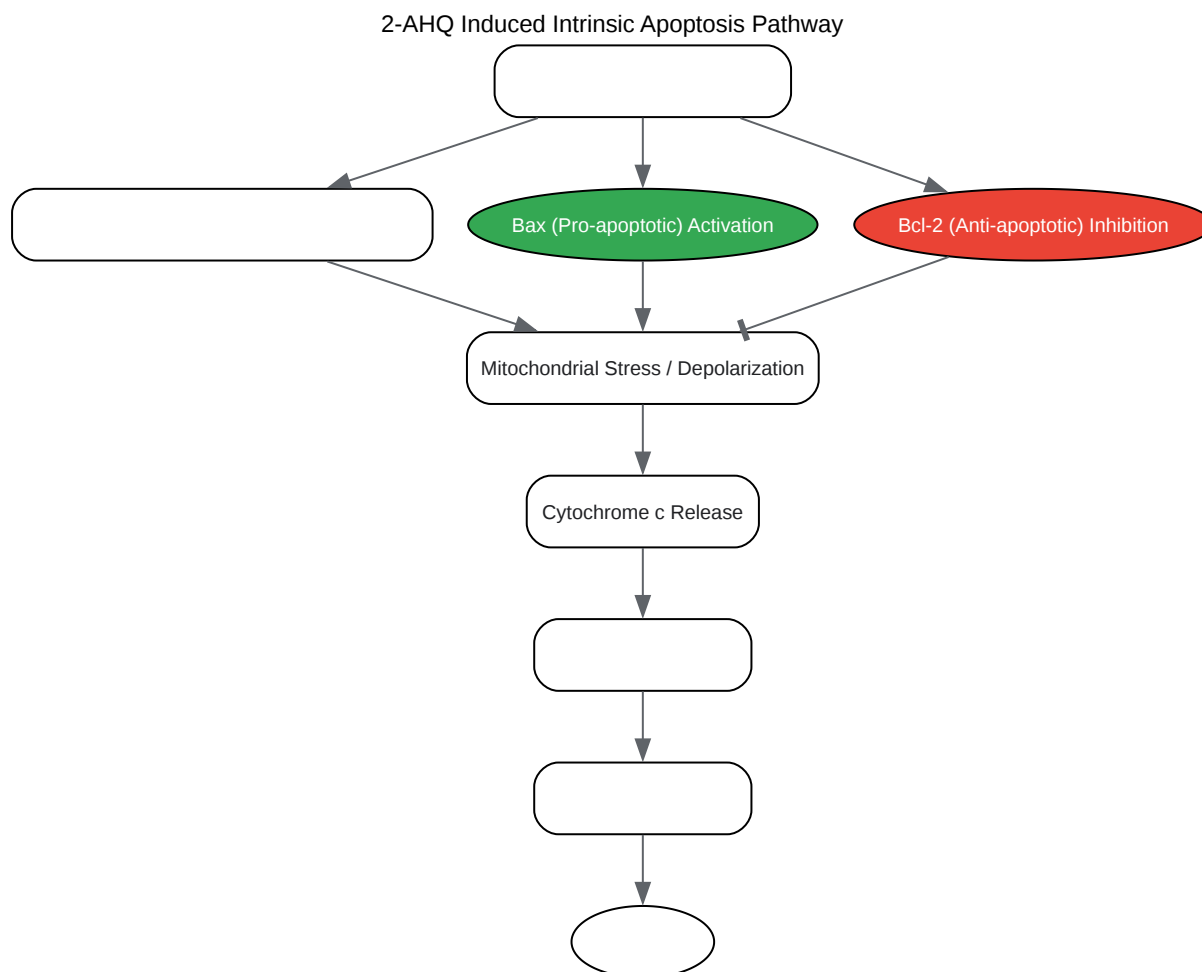 2-AHQ Induced Intrinsic Apoptosis Pathway
Bax (Pro-apoptotic) Activation
Bcl-2 (Anti-apoptotic) Inhibition
Mitochondrial Stress / Depolarization
Cytochrome c Release